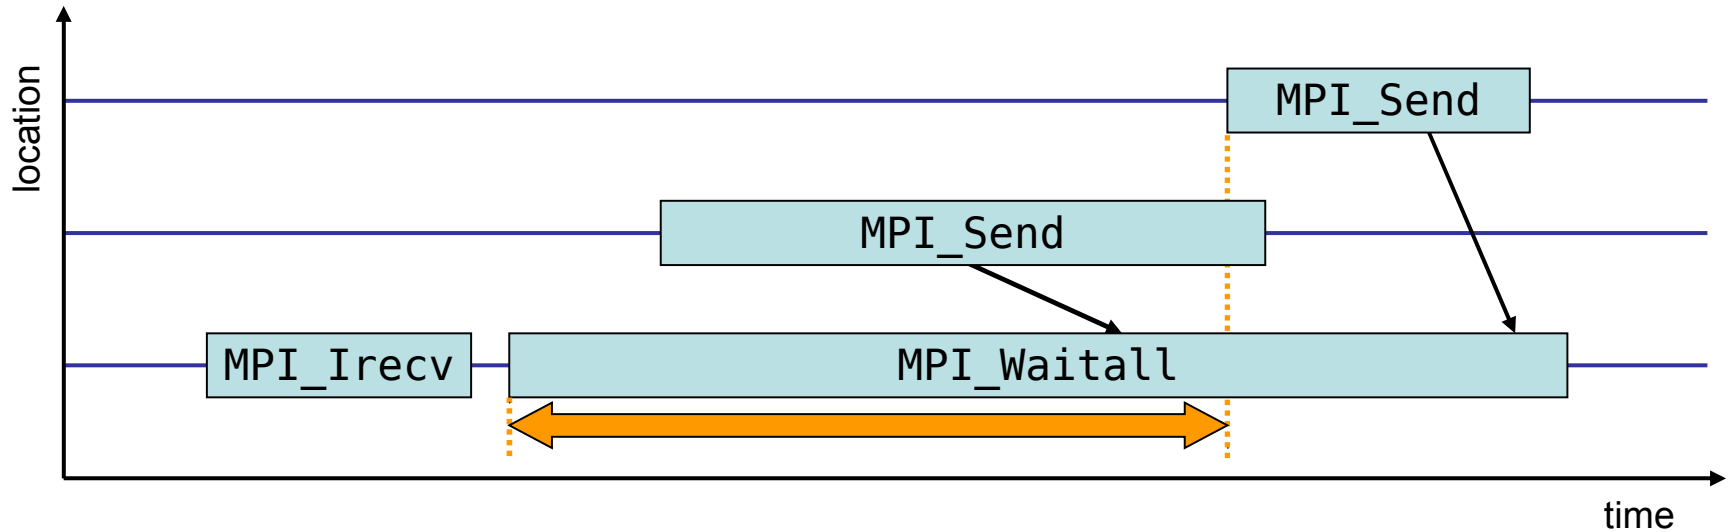 location
MPI_Send
MPI_Send
MPI_Irecv
MPI_Waitall
time